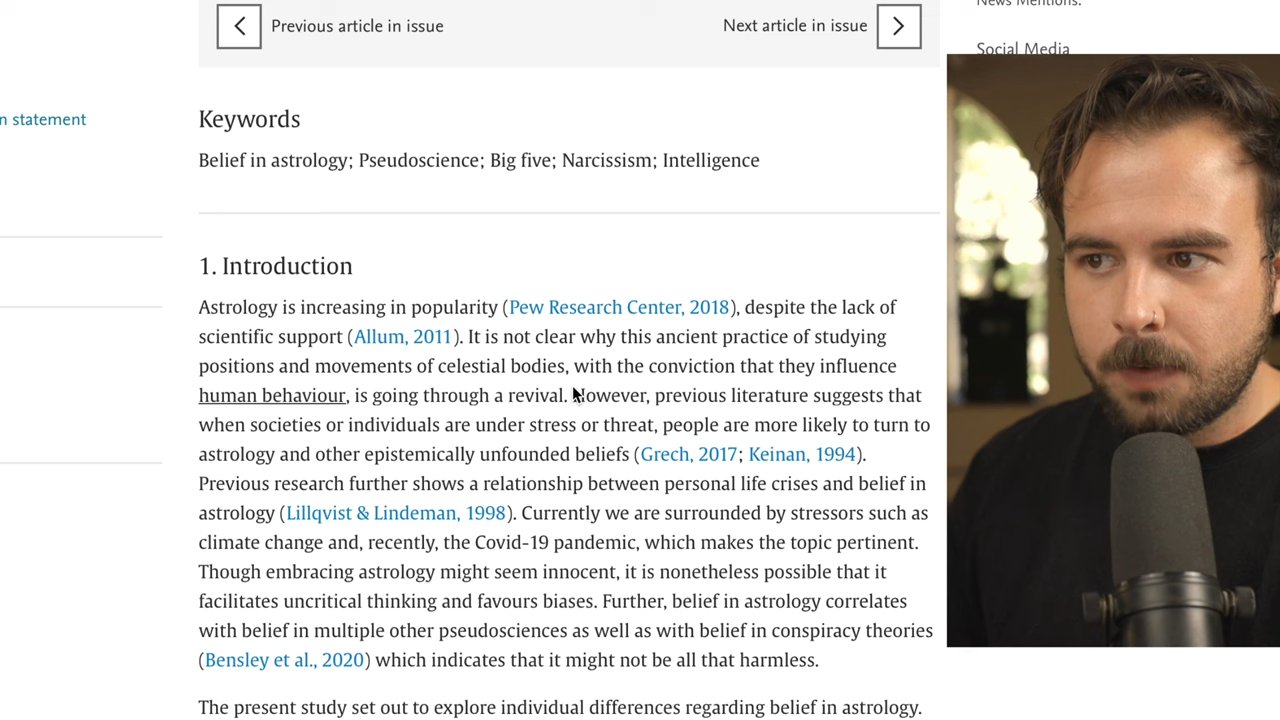 News Mentions:
Previous article in issue
Next article in issue
Social Media
n statement
Keywords
Belief in astrology; Pseudoscience; Big five; Narcissism; Intelligence
1. Introduction
Astrology is increasing in popularity (Pew Research Center, 2018), despite the lack of
scientific support (Allum, 2011). It is not clear why this ancient practice of studying
positions and movements of celestial bodies, with the conviction that they influence
human behaviour, is going through a revival. However, previous literature suggests that
when societies or individuals are under stress or threat, people are more likely to turn to
astrology and other epistemically unfounded beliefs (Grech, 2017; Keinan, 1994).
Previous research further shows a relationship between personal life crises and belief in
astrology (Lillqvist & Lindeman, 1998). Currently we are surrounded by stressors such as
climate change and, recently, the Covid-19 pandemic, which makes the topic pertinent.
Though embracing astrology might seem innocent, it is nonetheless possible that it
facilitates uncritical thinking and favours biases. Further, belief in astrology correlates
with belief in multiple other pseudosciences as well as with belief in conspiracy theories
(Bensley et al., 2020) which indicates that it might not be all that harmless.
The present study set out to explore individual differences regarding belief in astrology.